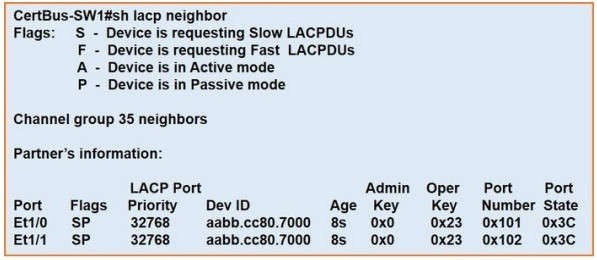 CertBus-SW1#sh lacp neighbor
Flags: S - Device is requesting Slow LACPDUs
F - Device is requesting Fast LACPDUs
A - Device is in Active mode
P - Device is in Passive mode
Channel group 35 neighbors
Partner's information:
LACP Port Admin Oper Port Port
Port Flags Priority Dev ID Age Key Key Number State
Et1/0 SP 32768 aabb.cc80.7000 8s 0x0 0x23 0x101 0x3C
Et1/1 SP 32768 aabb.cc80.7000 8s 0x0 0x23 0x102 0x3C